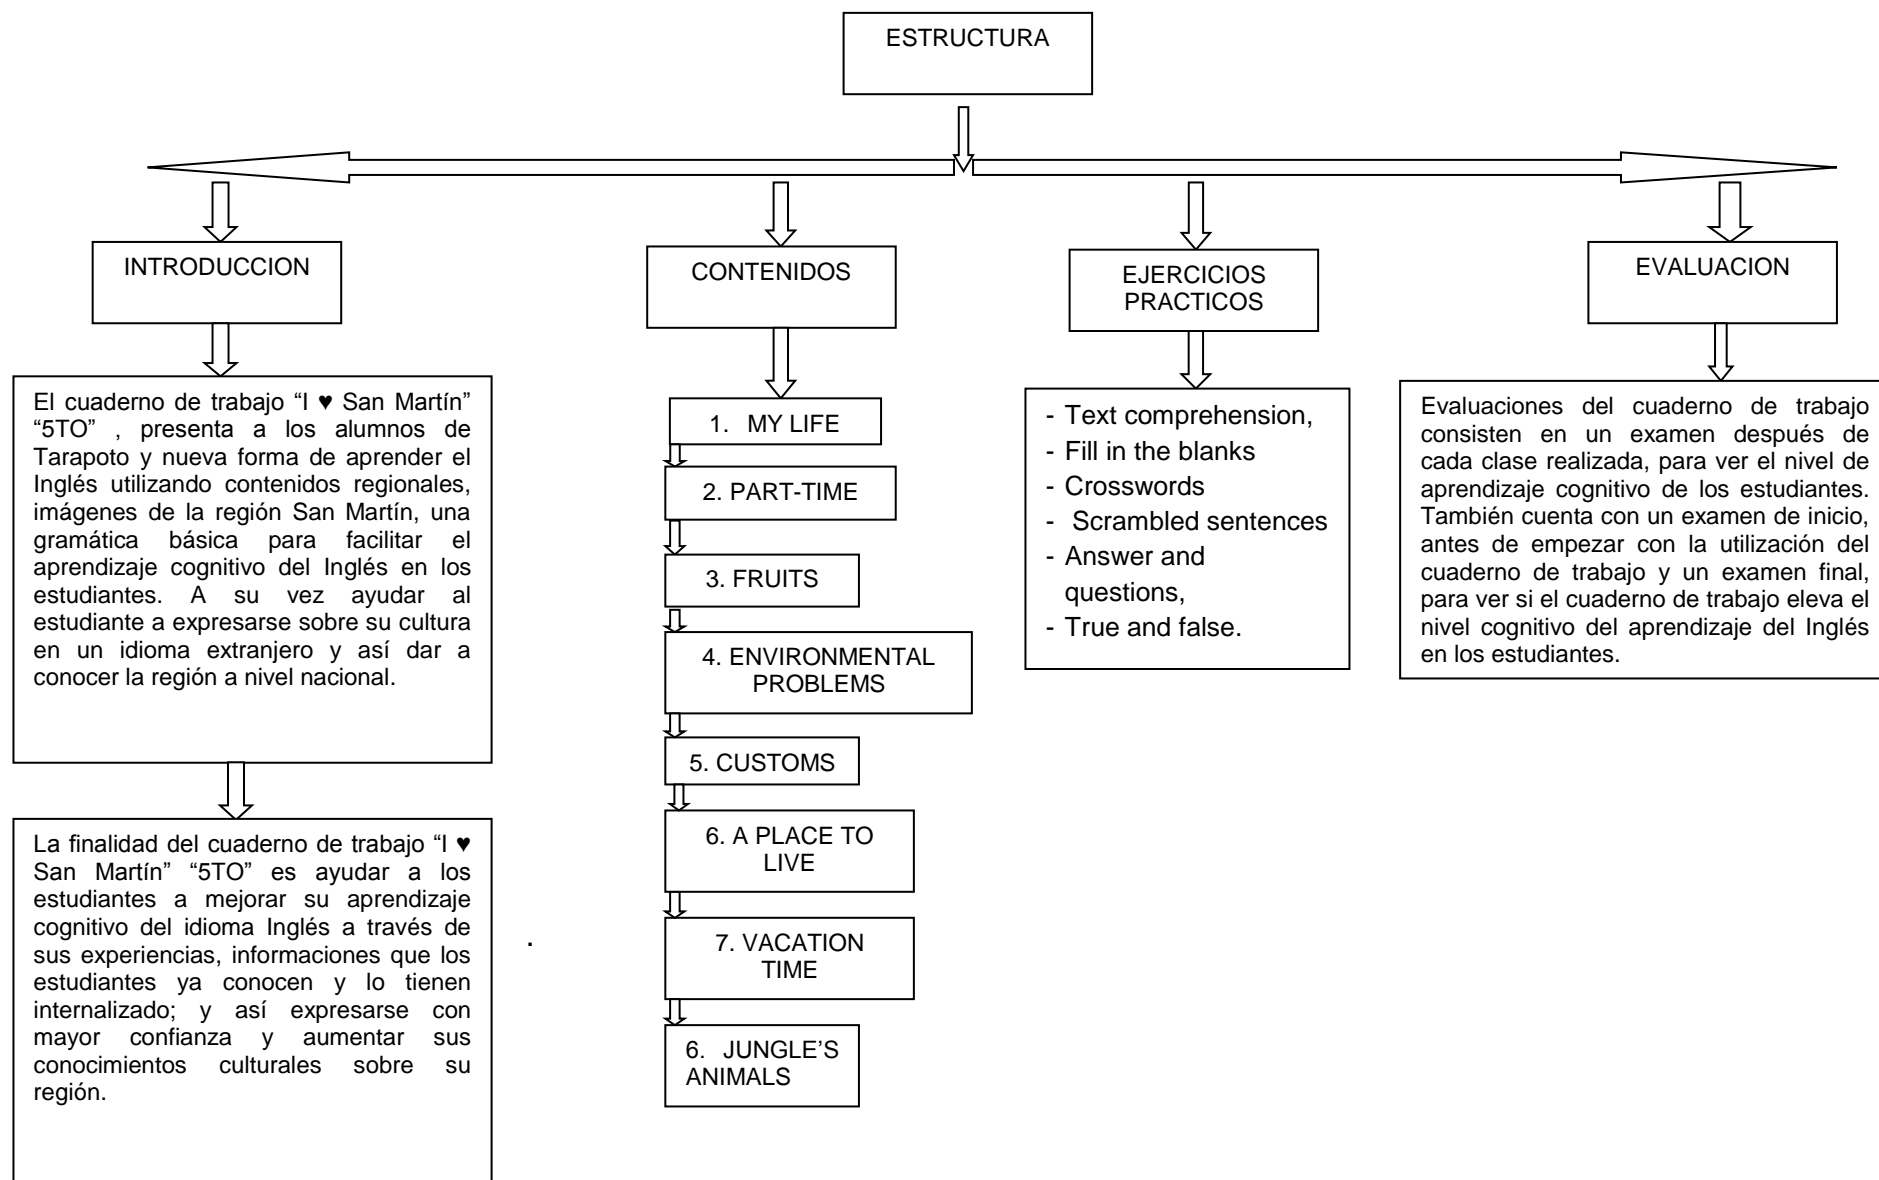 ESTRUCTURA
INTRODUCCION
El cuaderno de trabajo “I ♥ San Martín”
“5TO” , presenta a los alumnos de
Tarapoto y nueva forma de aprender el
Inglés utilizando contenidos regionales,
imágenes de la región San Martín, una
gramática básica para facilitar el
aprendizaje cognitivo del Inglés en los
estudiantes. A su vez ayudar al
estudiante a expresarse sobre su cultura
en un idioma extranjero y así dar a
conocer la región a nivel nacional.
La finalidad del cuaderno de trabajo “I ♥
San Martín” “5TO” es ayudar a los
estudiantes a mejorar su aprendizaje
cognitivo del idioma Inglés a través de
sus experiencias, informaciones que los
estudiantes ya conocen y lo tienen
internalizado; y así expresarse con
mayor confianza y aumentar sus
conocimientos culturales sobre su
región.
.
CONTENIDOS
1. MY LIFE
2. PART-TIME
3. FRUITS
4. ENVIRONMENTAL
PROBLEMS
5. CUSTOMS
6. A PLACE TO
LIVE
7. VACATION
TIME
6. JUNGLE’S
ANIMALS
EJERCICIOS
PRACTICOS
- Text comprehension,
- Fill in the blanks
- Crosswords
- Scrambled sentences
- Answer and
questions,
- True and false.
EVALUACION
Evaluaciones del cuaderno de trabajo
consisten en un examen después de
cada clase realizada, para ver el nivel de
aprendizaje cognitivo de los estudiantes.
También cuenta con un examen de inicio,
antes de empezar con la utilización del
cuaderno de trabajo y un examen final,
para ver si el cuaderno de trabajo eleva el
nivel cognitivo del aprendizaje del Inglés
en los estudiantes.